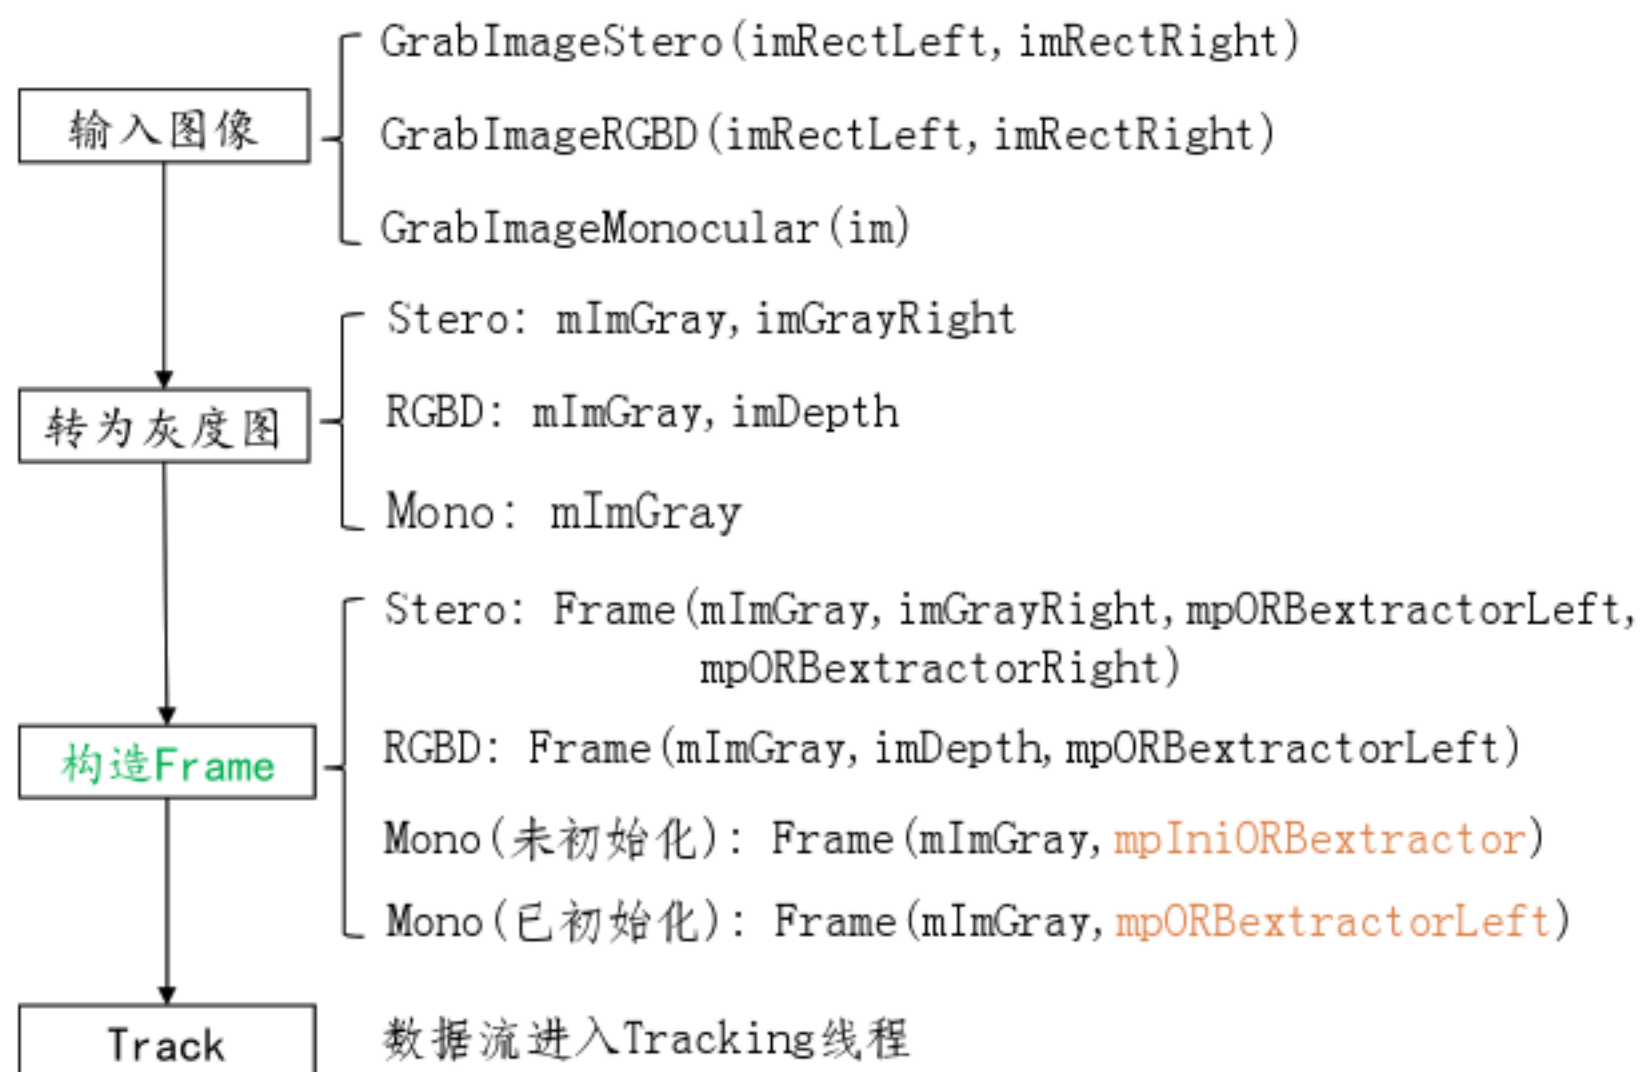 GrabImageStero(imRectLeft, imRectRight)
输入图像
GrabImageRGBD(imRectLeft, imRectRight)
GrabImageMonocular(im)
Stero: mImGray, imGrayRight
转为灰度图
RGBD: mImGray, imDepth
Mono: mImGray
Stero: Frame(mImGray, imGrayRight, mpORBextractorLeft,
mpORBextractorRight)
构造Frame
RGBD: Frame(mImGray, imDepth, mpORBextractorLeft)
Mono(未初始化): Frame(mImGray, mpIniORBextractor)
Mono(已初始化): Frame(mImGray, mpORBextractorLeft)
Track
数据流进入Tracking线程